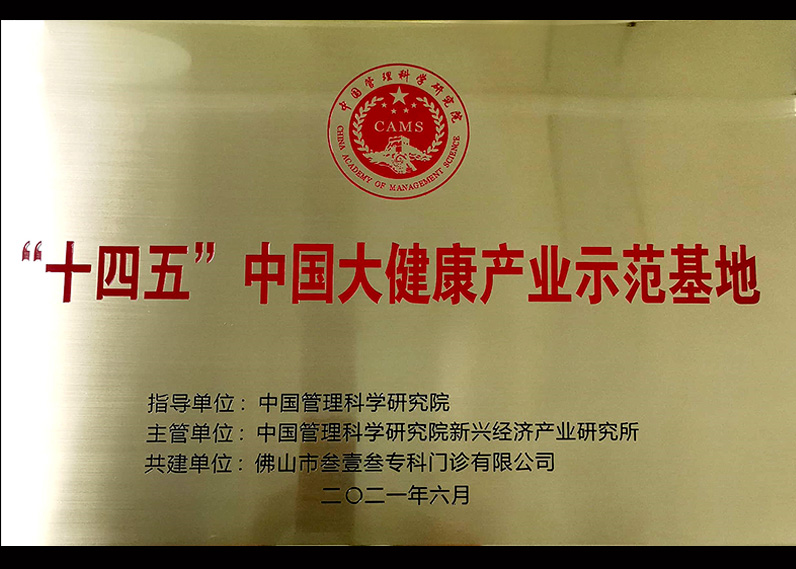 中国管理科学研究院
CAMS
CHINA ACADEMY OF MANAGEMENT SCIENCE
“十四五”中国大健康产业示范基地
指导单位：中国管理科学研究院
主管单位：中国管理科学研究院新兴经济产业研究所
共建单位：佛山市叁壹叁专科门诊有限公司
二〇二一年六月